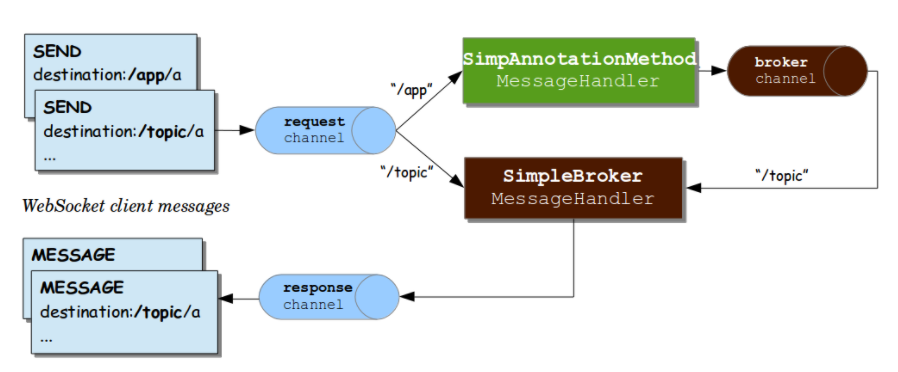 SEND
destination:/app/a
SEND
destination:/topic/a
...
WebSocket client messages
request
channel
"/app"
"/topic"
SimpAnnotationMethod
MessageHandler
broker
channel
SimpleBroker
MessageHandler
"/topic"
MESSAGE
MESSAGE
destination:/topic/a
...
response
channel